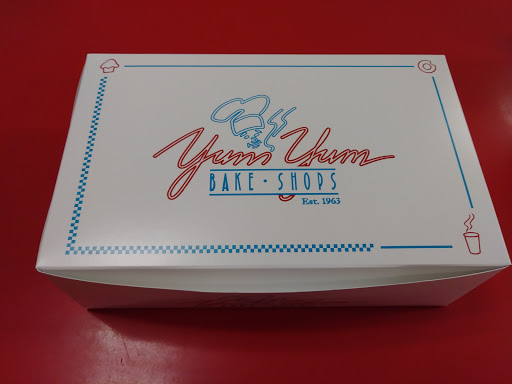 Yum Yum
BAKE · SHOPS
Est. 1963